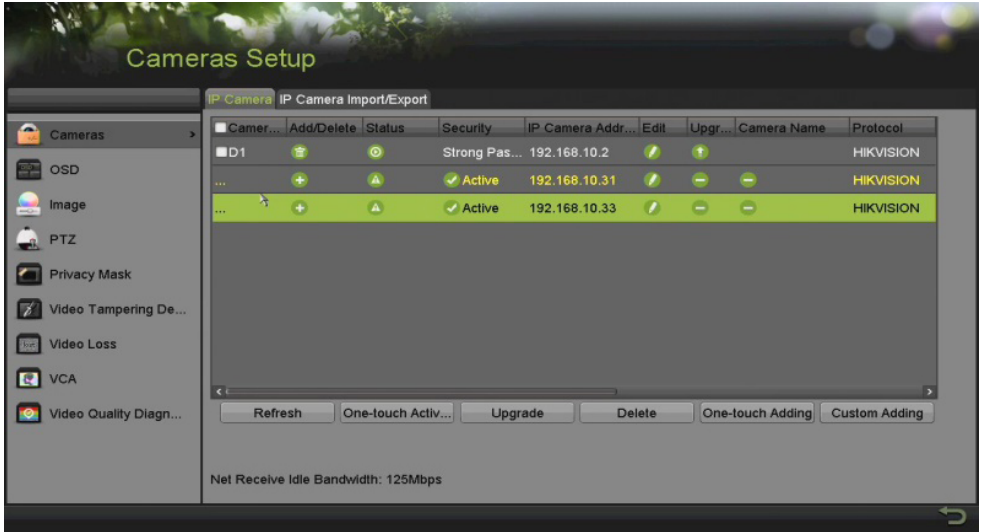 Cameras Setup
IP Camera IP Camera Import/Export
Camer... Add/Delete Status Security IP Camera Addr... Edit Upgr... Camera Name Protocol
D1 Strong Pas... 192.168.10.2 HIKVISION
... Active 192.168.10.31 HIKVISION
... Active 192.168.10.33 HIKVISION
Cameras
OSD
Image
PTZ
Privacy Mask
Video Tampering De...
Video Loss
VCA
Video Quality Diagn...
Refresh One-touch Activ... Upgrade Delete One-touch Adding Custom Adding
Net Receive Idle Bandwidth: 125Mbps